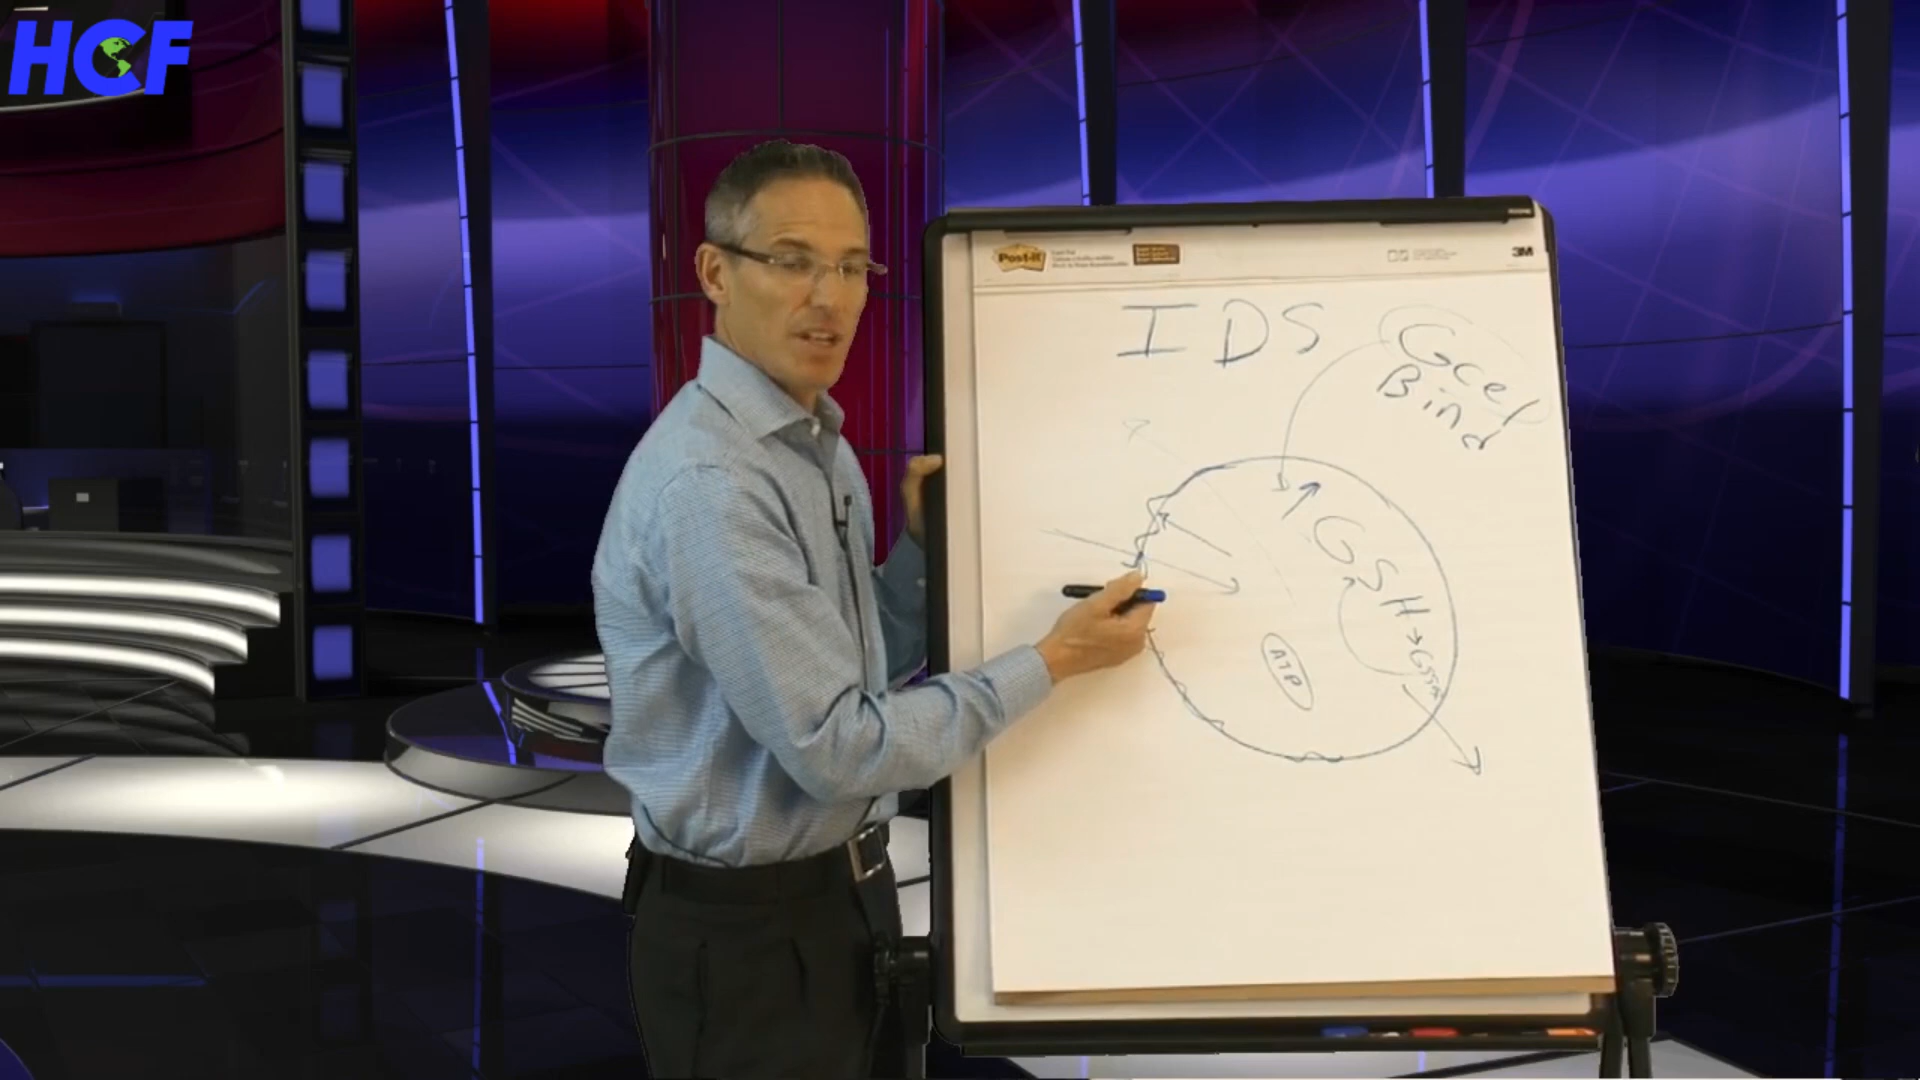 HCF
Post-it
3M
IDS
Gcel
Bind
GSH→GSSG
ATP